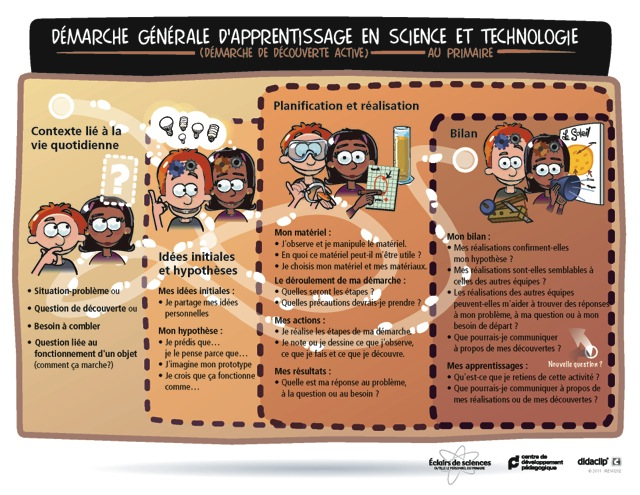 DÉMARCHE GÉNÉRALE D'APPRENTISSAGE EN SCIENCE ET TECHNOLOGIE
(DÉMARCHE DE DÉCOUVERTE ACTIVE) AU PRIMAIRE
Contexte lié à la
vie quotidienne
?
• Situation-problème ou
• Question de découverte ou
• Besoin à combler
• Question liée au
fonctionnement d'un objet
(comment ça marche?)
Idées initiales
et hypothèses
Mes idées initiales :
• Je partage mes idées
personnelles
Mon hypothèse :
• Je prédis que…
je le pense parce que…
• J'imagine mon prototype
• Je crois que ça fonctionne
comme…
Planification et réalisation
Mon matériel :
• J'observe et je manipule le matériel.
• En quoi ce matériel peut-il m'être utile ?
• Je choisis mon matériel et mes matériaux.
Le déroulement de ma démarche :
• Quelles seront les étapes ?
• Quelles précautions devrais-je prendre ?
Mes actions :
• Je réalise les étapes de ma démarche.
• Je note ou je dessine ce que j'observe,
ce que je fais et ce que je découvre.
Mes résultats :
• Quelle est ma réponse au problème,
à la question ou au besoin ?
Bilan
Le Soleil
Mon bilan :
• Mes réalisations confirment-elles
mon hypothèse ?
• Mes réalisations sont-elles semblables à
celles des autres équipes ?
• Les réalisations des autres équipes
peuvent-elles m'aider à trouver des réponses
à mon problème, à ma question ou à mon
besoin de départ ?
• Que pourrais-je communiquer
à propos de mes découvertes ?
Nouvelle question ?
Mes apprentissages :
• Qu'est-ce que je retiens de cette activité ?
• Que pourrais-je communiquer à propos de
mes réalisations ou de mes découvertes ?
Éclairs de sciences
centre de
développement
pédagogique
didaclip